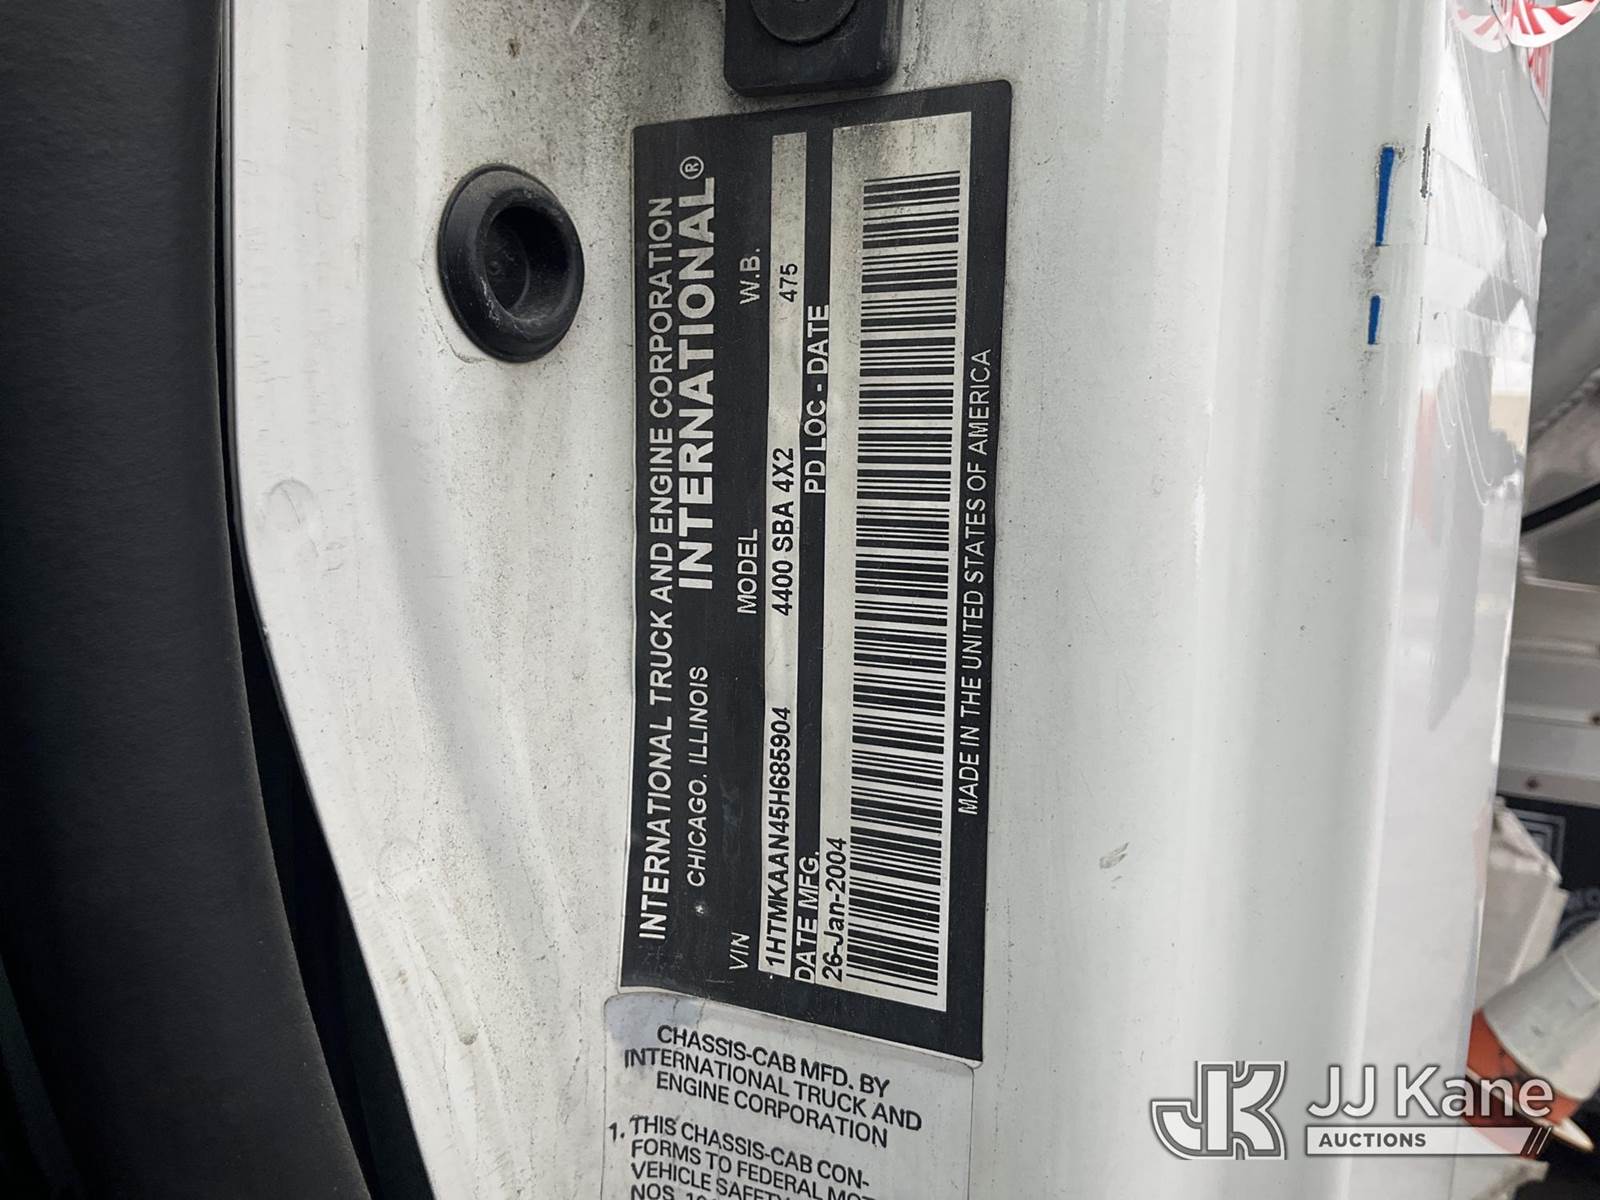 INTERNATIONAL TRUCK AND ENGINE CORPORATION
CHICAGO, ILLINOIS INTERNATIONAL®
VIN MODEL W.B.
1HTMKAAN45H685904 4400 SBA 4X2 475
DATE MFG. PD LOC - DATE
26-Jan-2004
MADE IN THE UNITED STATES OF AMERICA
CHASSIS-CAB MFD. BY
INTERNATIONAL TRUCK AND
ENGINE CORPORATION
1. THIS CHASSIS-CAB CON-
FORMS TO FEDERAL
VEHICLE SAFETY
NOS.
JJ Kane
AUCTIONS